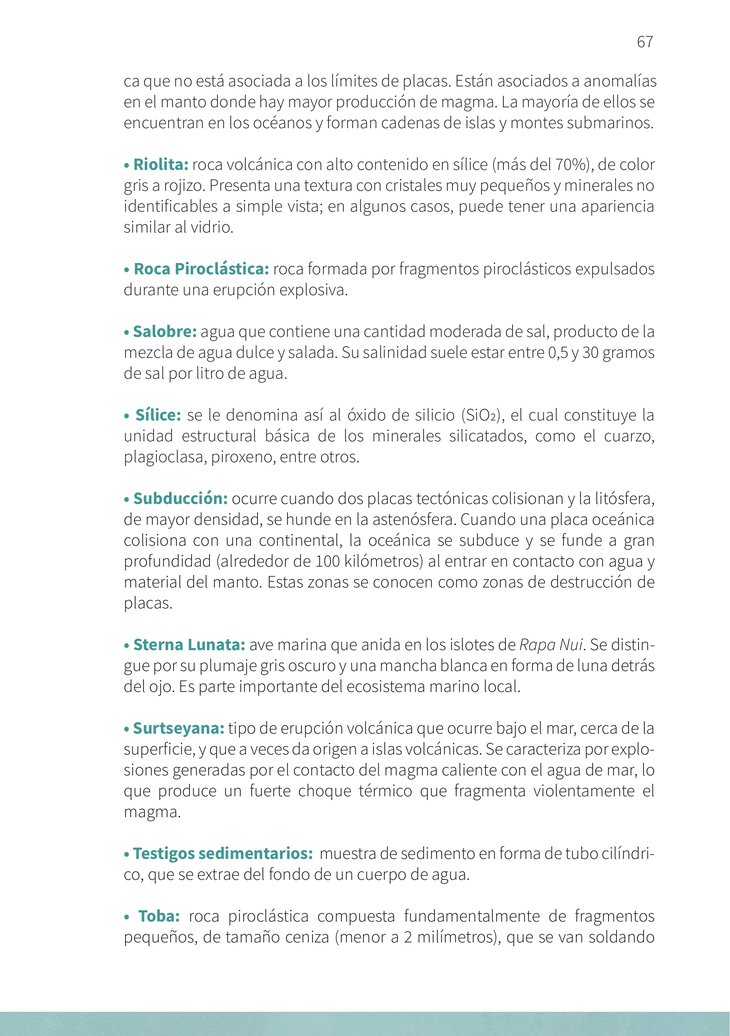 67
ca que no está asociada a los límites de placas. Están asociados a anomalías
en el manto donde hay mayor producción de magma. La mayoría de ellos se
encuentran en los océanos y forman cadenas de islas y montes submarinos.
• Riolita: roca volcánica con alto contenido en sílice (más del 70%), de color
gris a rojizo. Presenta una textura con cristales muy pequeños y minerales no
identificables a simple vista; en algunos casos, puede tener una apariencia
similar al vidrio.
• Roca Piroclástica: roca formada por fragmentos piroclásticos expulsados
durante una erupción explosiva.
• Salobre: agua que contiene una cantidad moderada de sal, producto de la
mezcla de agua dulce y salada. Su salinidad suele estar entre 0,5 y 30 gramos
de sal por litro de agua.
• Sílice: se le denomina así al óxido de silicio (SiO₂), el cual constituye la
unidad estructural básica de los minerales silicatados, como el cuarzo,
plagioclasa, piroxeno, entre otros.
• Subducción: ocurre cuando dos placas tectónicas colisionan y la litósfera,
de mayor densidad, se hunde en la astenósfera. Cuando una placa oceánica
colisiona con una continental, la oceánica se subduce y se funde a gran
profundidad (alrededor de 100 kilómetros) al entrar en contacto con agua y
material del manto. Estas zonas se conocen como zonas de destrucción de
placas.
• Sterna Lunata: ave marina que anida en los islotes de Rapa Nui. Se distin-
gue por su plumaje gris oscuro y una mancha blanca en forma de luna detrás
del ojo. Es parte importante del ecosistema marino local.
• Surtseyana: tipo de erupción volcánica que ocurre bajo el mar, cerca de la
superficie, y que a veces da origen a islas volcánicas. Se caracteriza por explo-
siones generadas por el contacto del magma caliente con el agua de mar, lo
que produce un fuerte choque térmico que fragmenta violentamente el
magma.
• Testigos sedimentarios: muestra de sedimento en forma de tubo cilíndri-
co, que se extrae del fondo de un cuerpo de agua.
• Toba: roca piroclástica compuesta fundamentalmente de fragmentos
pequeños, de tamaño ceniza (menor a 2 milímetros), que se van soldando